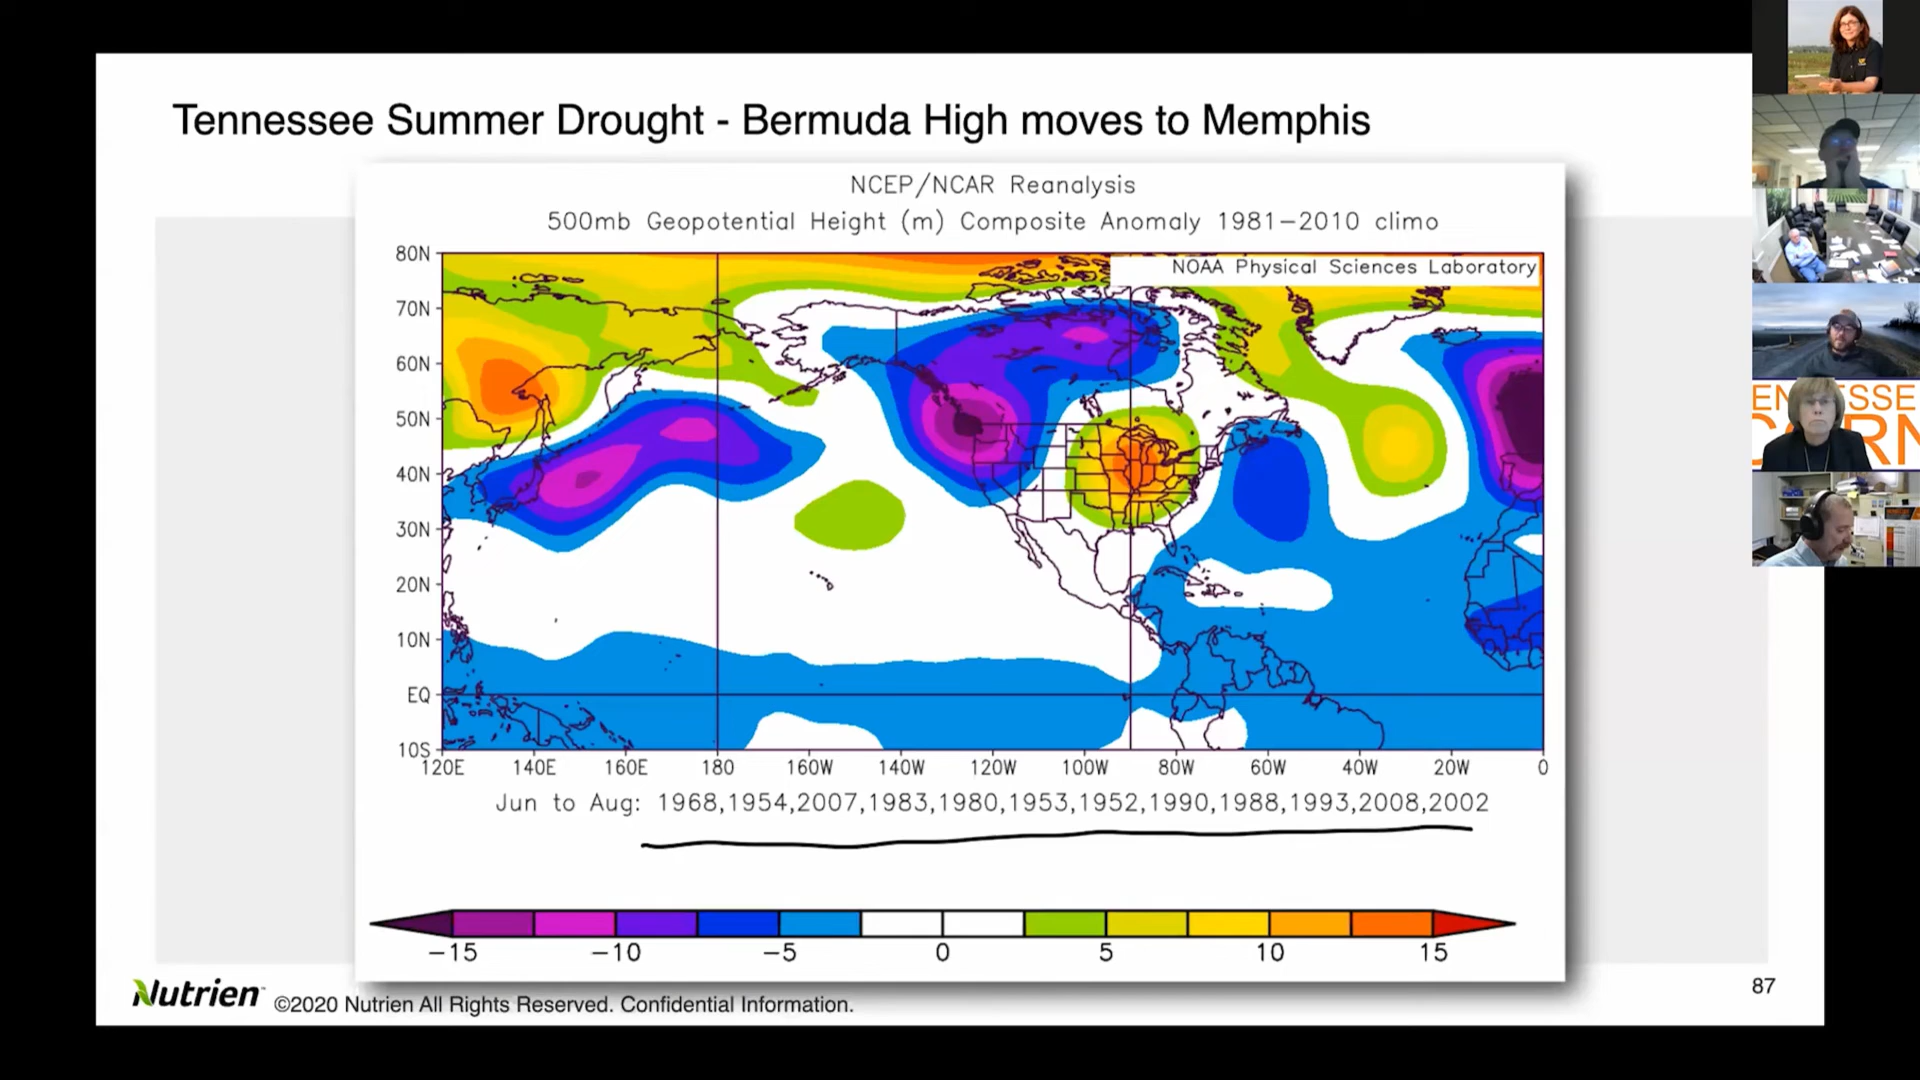 Tennessee Summer Drought - Bermuda High moves to Memphis
NCEP/NCAR Reanalysis
500mb Geopotential Height (m) Composite Anomaly 1981-2010 climo
NOAA Physical Sciences Laboratory
80N
70N
60N
50N
40N
30N
20N
10N
EQ
10S
120E 140E 160E 180 160W 140W 120W 100W 80W 60W 40W 20W 0
Jun to Aug: 1968,1954,2007,1983,1980,1953,1952,1990,1988,1993,2008,2002
-15 -10 -5 0 5 10 15
Nutrien ©2020 Nutrien All Rights Reserved. Confidential Information.
87